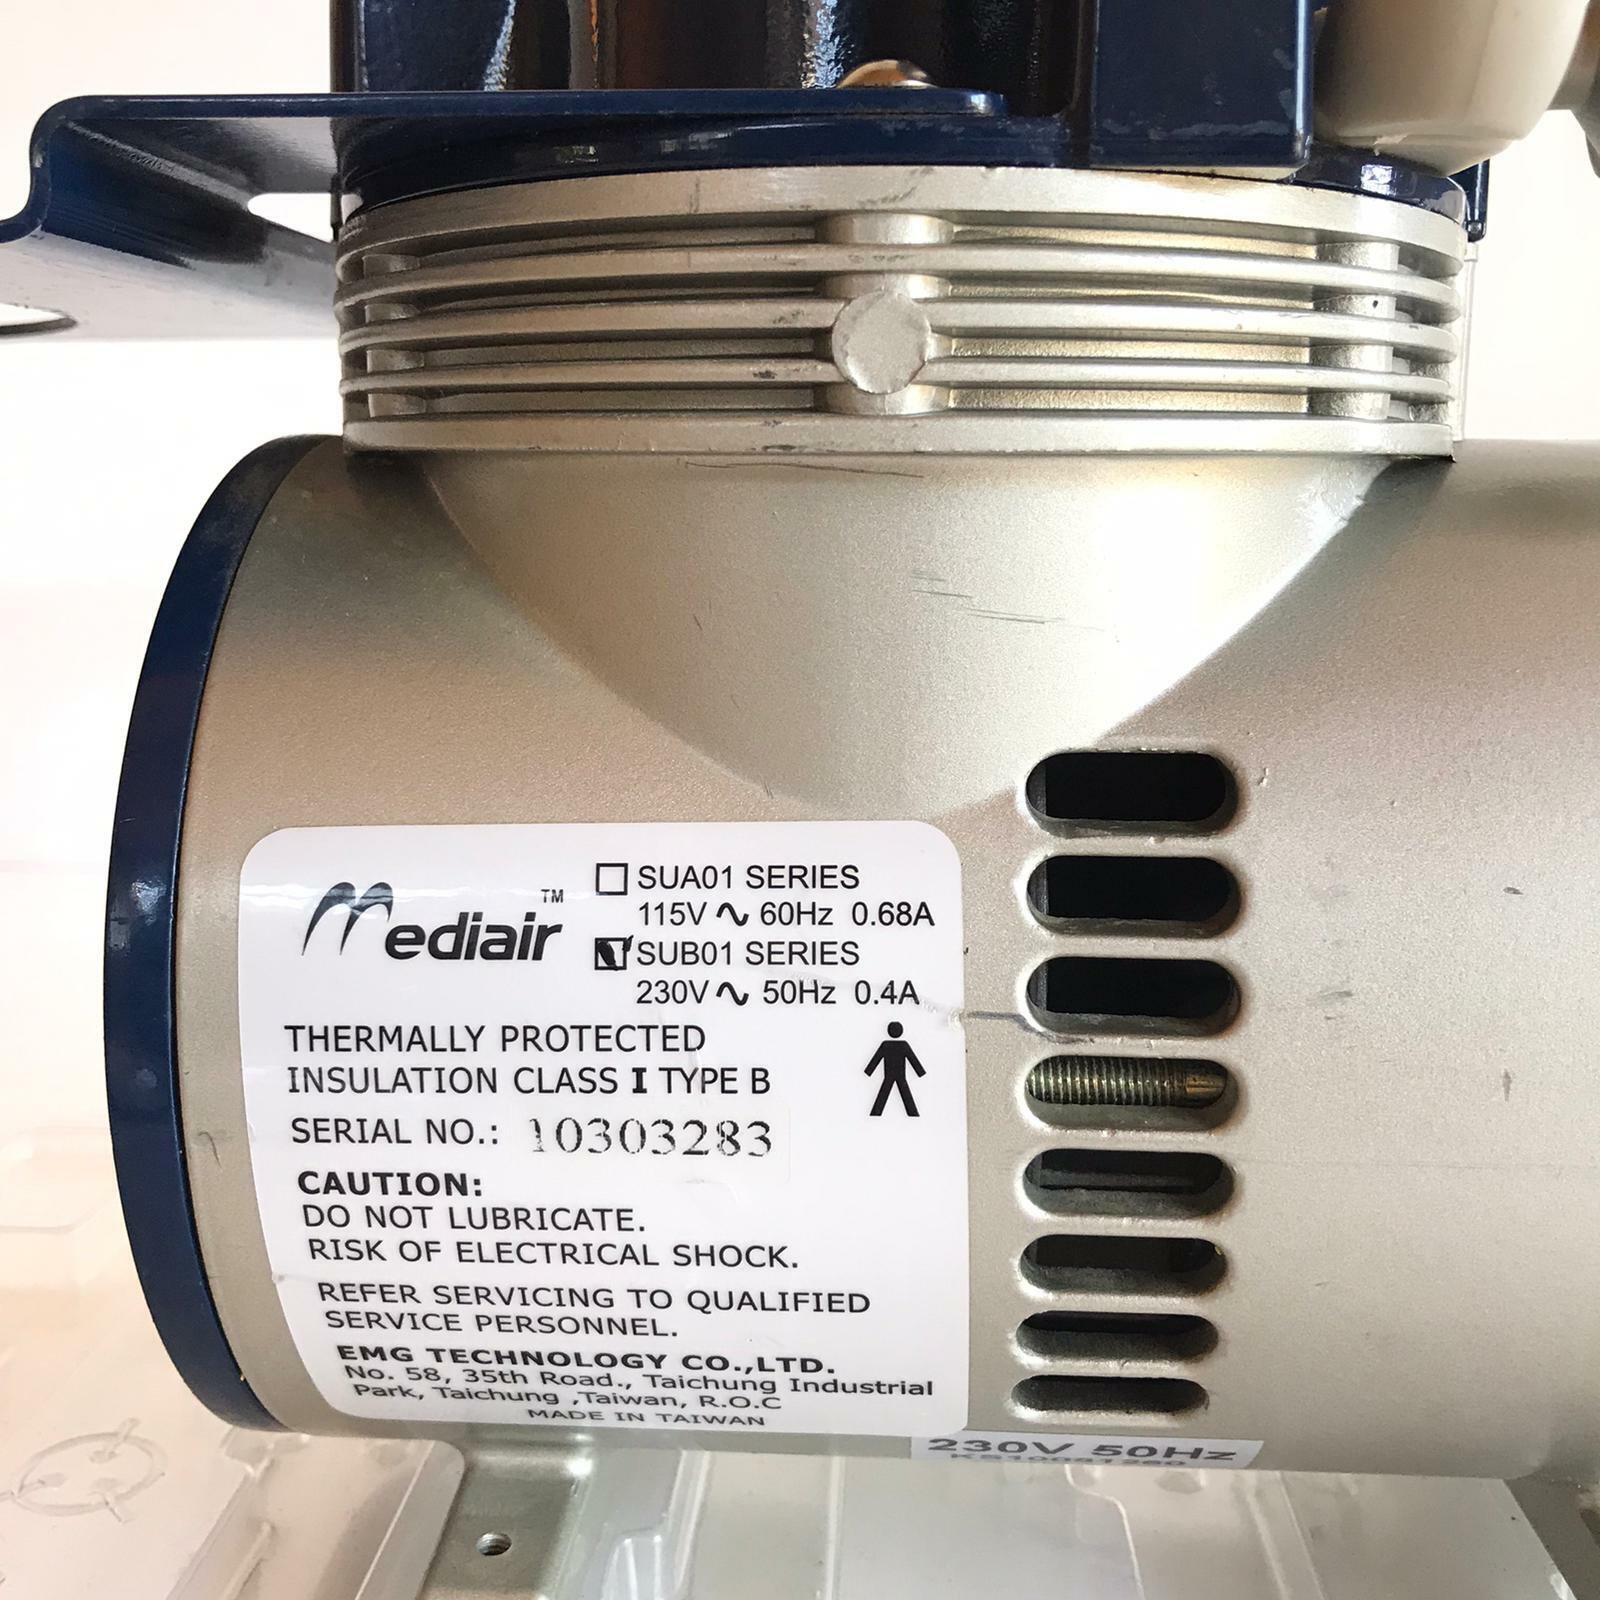 Mediair™
SUA01 SERIES
115V ∿ 60Hz 0.68A
SUB01 SERIES
230V ∿ 50Hz 0.4A
THERMALLY PROTECTED
INSULATION CLASS I TYPE B
SERIAL NO.: 10303283
CAUTION:
DO NOT LUBRICATE.
RISK OF ELECTRICAL SHOCK.
REFER SERVICING TO QUALIFIED
SERVICE PERSONNEL.
EMG TECHNOLOGY CO.,LTD.
No. 58, 35th Road., Taichung Industrial
Park, Taichung ,Taiwan, R.O.C
MADE IN TAIWAN
230V 50Hz